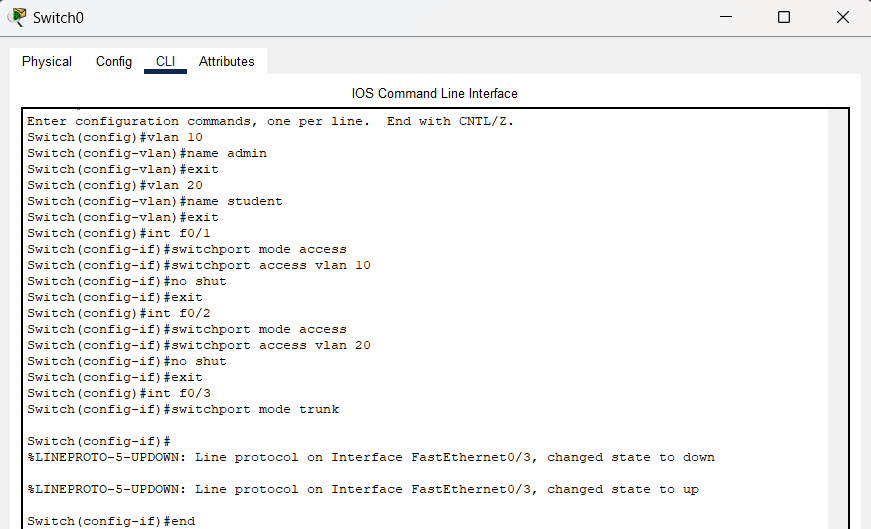 Switch0
Physical Config CLI Attributes
IOS Command Line Interface
Enter configuration commands, one per line.  End with CNTL/Z.
Switch(config)#vlan 10
Switch(config-vlan)#name admin
Switch(config-vlan)#exit
Switch(config)#vlan 20
Switch(config-vlan)#name student
Switch(config-vlan)#exit
Switch(config)#int f0/1
Switch(config-if)#switchport mode access
Switch(config-if)#switchport access vlan 10
Switch(config-if)#no shut
Switch(config-if)#exit
Switch(config)#int f0/2
Switch(config-if)#switchport mode access
Switch(config-if)#switchport access vlan 20
Switch(config-if)#no shut
Switch(config-if)#exit
Switch(config)#int f0/3
Switch(config-if)#switchport mode trunk
Switch(config-if)#
%LINEPROTO-5-UPDOWN: Line protocol on Interface FastEthernet0/3, changed state to down
%LINEPROTO-5-UPDOWN: Line protocol on Interface FastEthernet0/3, changed state to up
Switch(config-if)#end